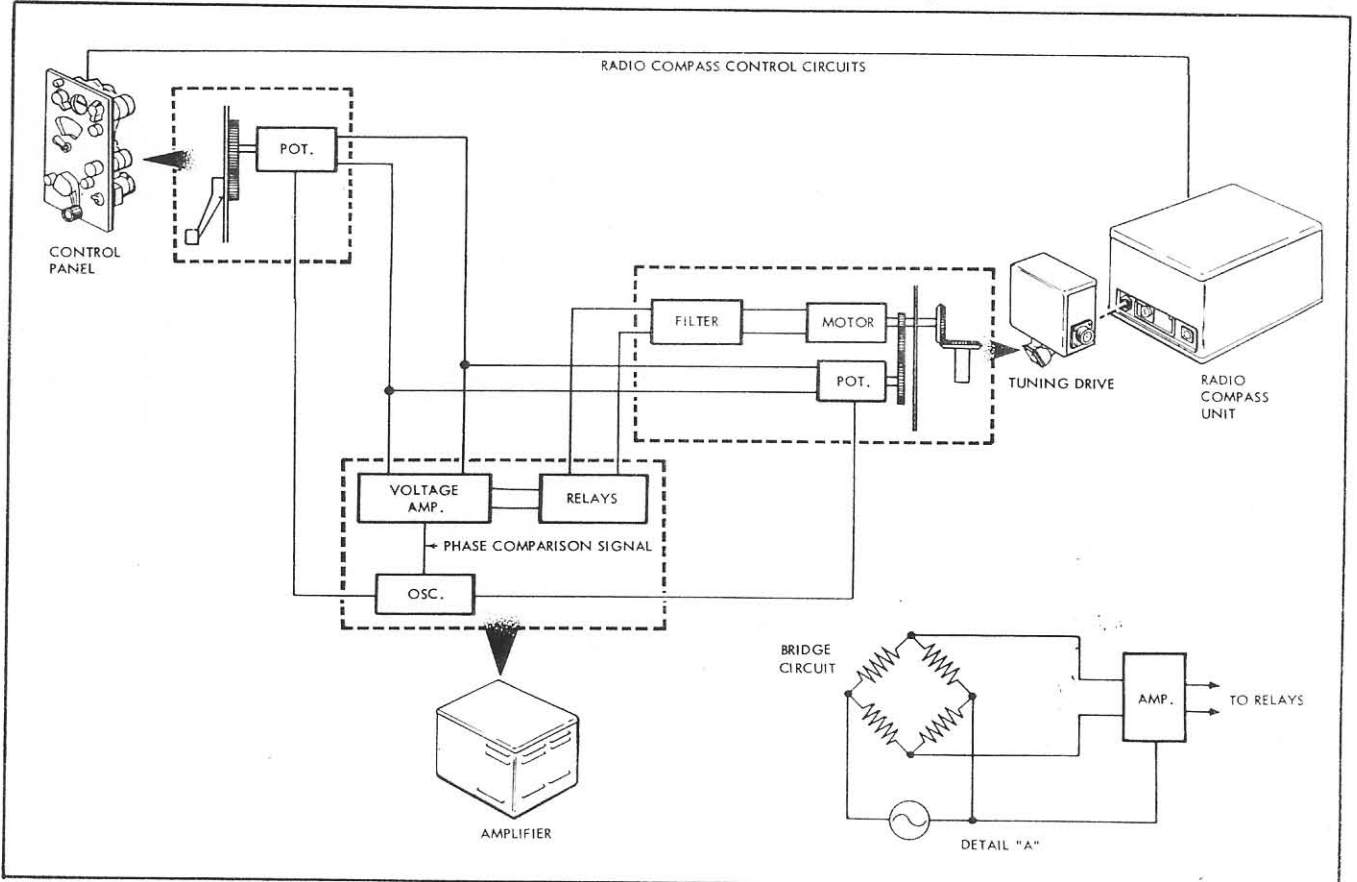 RADIO COMPASS CONTROL CIRCUITS
POT.
CONTROL
PANEL
FILTER
MOTOR
POT.
TUNING DRIVE
RADIO
COMPASS
UNIT
VOLTAGE
AMP.
RELAYS
PHASE COMPARISON SIGNAL
OSC.
AMPLIFIER
BRIDGE
CIRCUIT
AMP.
TO RELAYS
DETAIL "A"